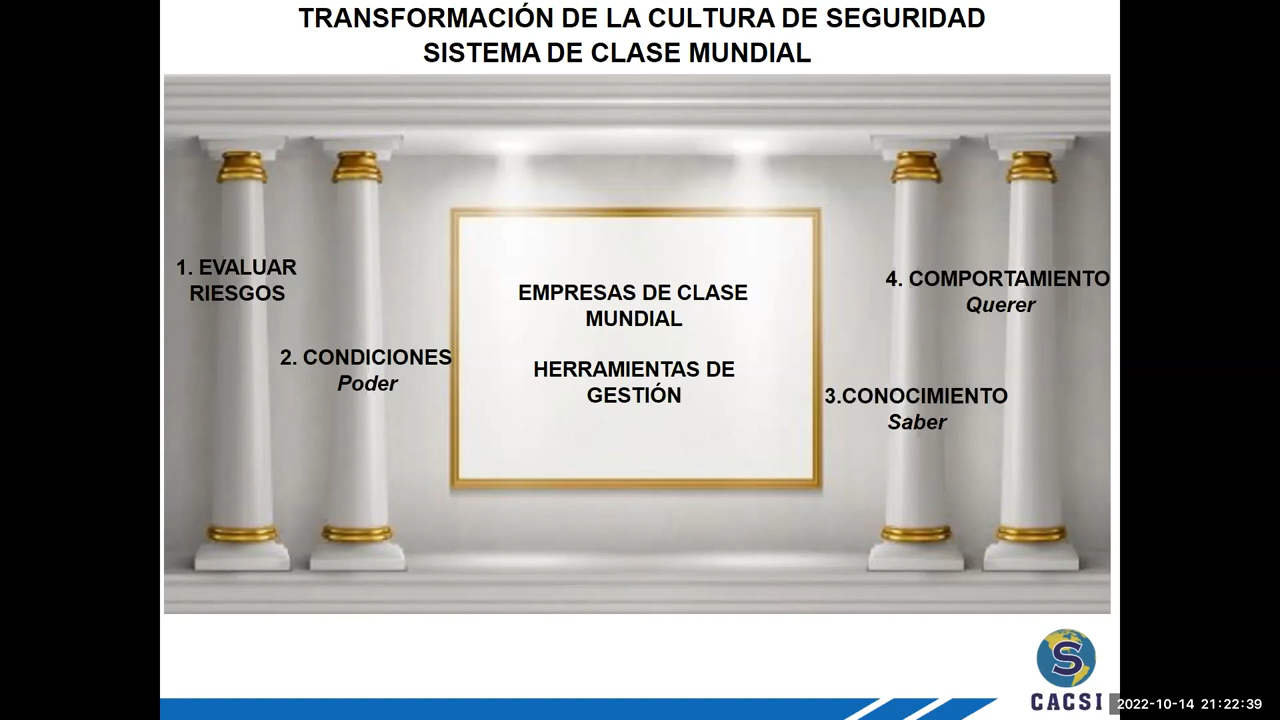 TRANSFORMACIÓN DE LA CULTURA DE SEGURIDAD
SISTEMA DE CLASE MUNDIAL
1. EVALUAR
RIESGOS
2. CONDICIONES
Poder
EMPRESAS DE CLASE
MUNDIAL
HERRAMIENTAS DE
GESTIÓN
3.CONOCIMIENTO
Saber
4. COMPORTAMIENTO
Querer
S
CACSI
2022-10-14 21:22:39